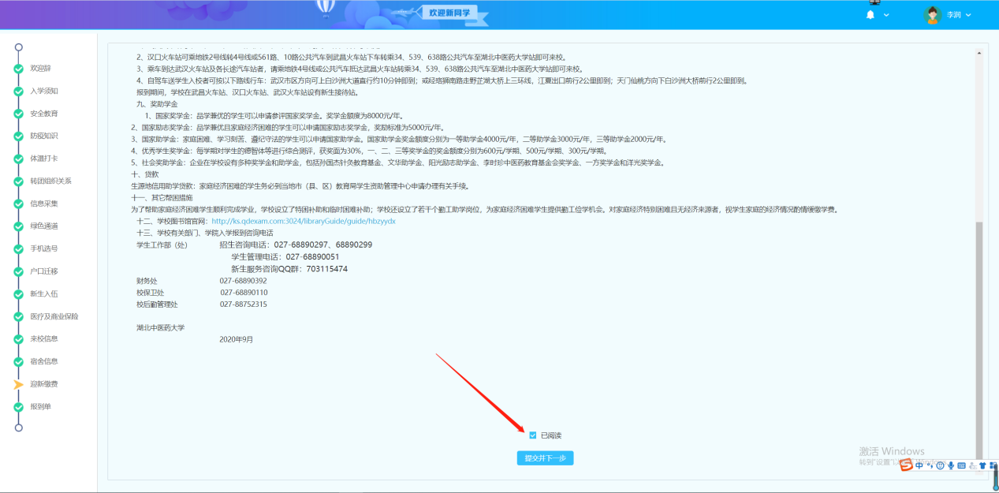 欢迎新同学
李润
欢迎辞
入学须知
安全教育
防疫知识
体温打卡
转团组织关系
信息采集
绿色通道
手机选号
户口迁移
新生入伍
医疗及商业保险
来校信息
宿舍信息
迎新缴费
报到单
2、汉口火车站可乘地铁2号线转4号线或561路、10路公共汽车到武昌火车站下车转乘34、539、638路公共汽车至湖北中医药大学站即可来校。
3、乘车到达武汉火车站及各长途汽车站者，请乘地铁4号线或公共汽车抵达武昌火车站转乘34、539、638路公共汽车至湖北中医药大学站即可来校。
4、自驾车送学生入校者可按以下路线行车：武汉市区方向可上白沙洲大道直行约10分钟即到；或经珞狮南路走野芷湖大桥上三环线，江夏出口前行2公里即到；天门仙桃方向下白沙洲大桥前行2公里即到。
报到期间，学校在武昌火车站、汉口火车站、武汉火车站设有新生接待站。
九、奖助学金
1、国家奖学金：品学兼优的学生可以申请参评国家奖学金。奖学金额度为8000元/年。
2、国家励志奖学金：品学兼优且家庭经济困难的学生可以申请国家励志奖学金，奖励标准为5000元/年。
3、国家助学金：家庭困难、学习刻苦、遵纪守法的学生可以申请国家助学金。国家助学金奖金额度分别为一等助学金4000元/年，二等助学金3000元/年，三等助学金2000元/年。
4、优秀学生奖学金：每学期对学生的德智体等进行综合测评，获奖面为30%，一、二、三等奖学金的奖金额度分别为600元/学期、500元/学期、300元/学期。
5、社会奖助学金：企业在学校设有多种奖学金和助学金，包括孙国杰针灸教育基金、文华助学金、阳光励志助学金、李时珍中医药教育基金会奖学金、一方奖学金和洋光奖学金。
十、贷款
生源地信用助学贷款：家庭经济困难的学生务必到当地市（县、区）教育局学生资助管理中心申请办理有关手续。
十一、其它帮困措施
为了帮助家庭经济困难学生顺利完成学业，学校设立了特困补助和临时困难补助；学校还设立了若干个勤工助学岗位，为家庭经济困难学生提供勤工俭学机会。对家庭经济特别困难且无经济来源者，视学生家庭的经济情况酌情缓缴学费。
十二、学校图书馆官网：http://ks.qdexam.com:3024/libraryGuide/guide/hbzyydx
十三、学校有关部门、学院入学报到咨询电话
学生工作部（处） 招生咨询电话：027-68890297、68890299
学生管理电话：027-68890051
新生服务咨询QQ群：703115474
财务处 027-68890392
校保卫处 027-68890110
校后勤管理处 027-88752315
湖北中医药大学
2020年9月
已阅读
提交并下一步
激活 Windows
转到"设置"以激活 Windows。
中